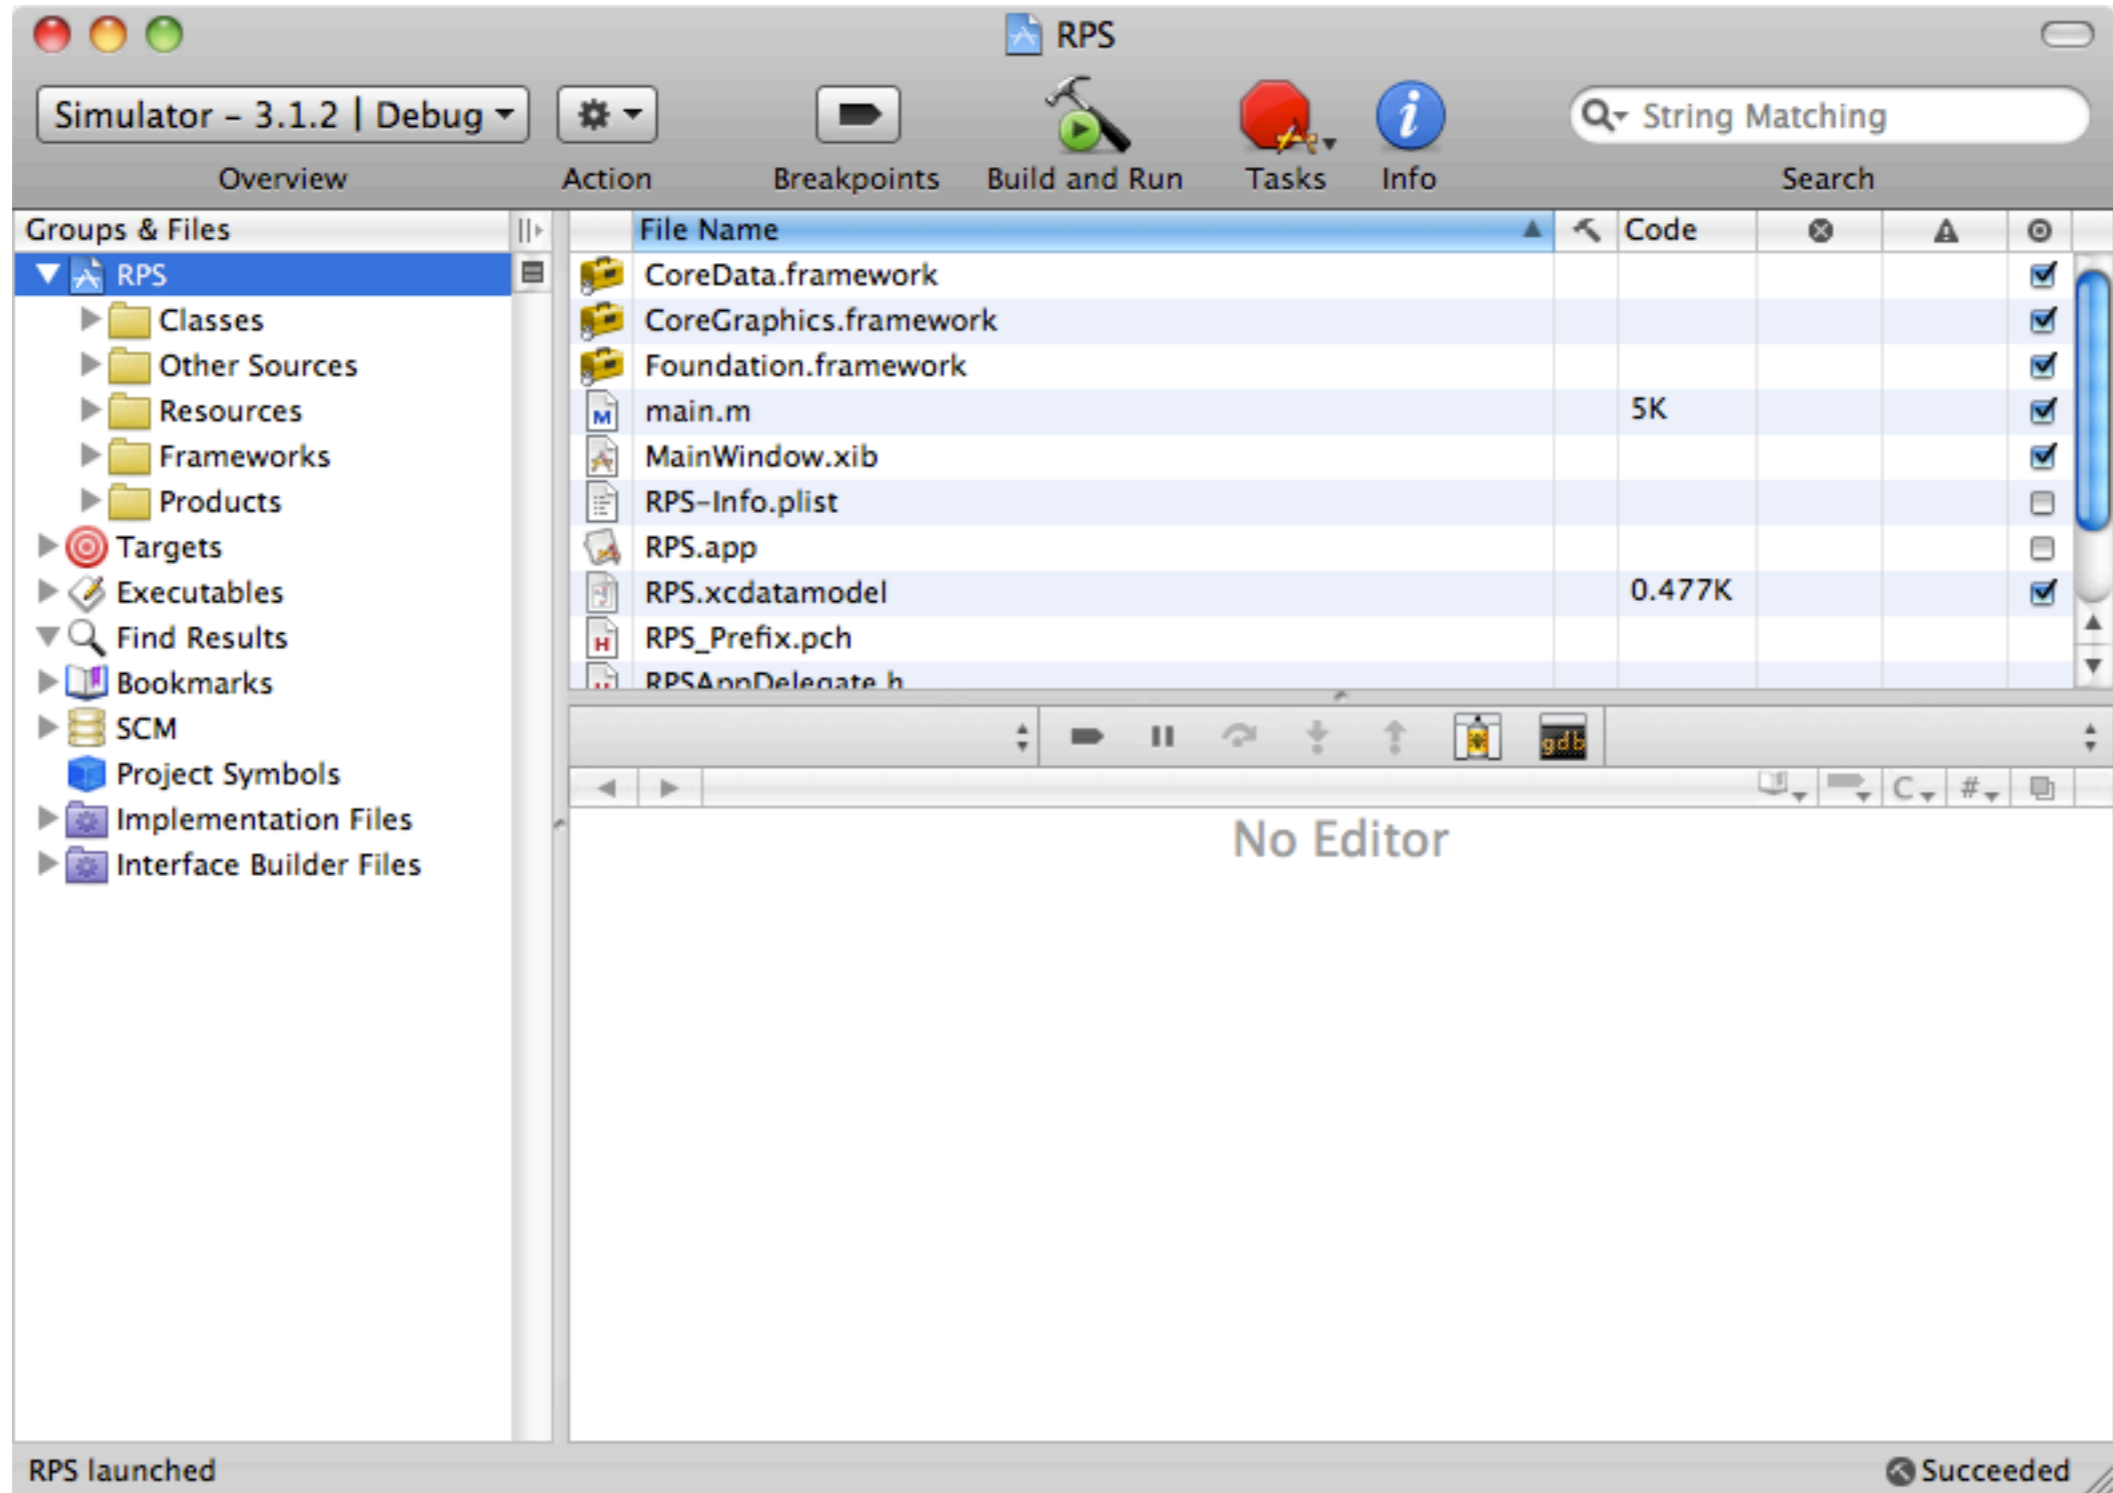 RPS
Simulator – 3.1.2 | Debug
String Matching
Overview
Action
Breakpoints
Build and Run
Tasks
Info
Search
Groups & Files
File Name
Code
RPS
Classes
Other Sources
Resources
Frameworks
Products
Targets
Executables
Find Results
Bookmarks
SCM
Project Symbols
Implementation Files
Interface Builder Files
CoreData.framework
CoreGraphics.framework
Foundation.framework
main.m 5K
MainWindow.xib
RPS-Info.plist
RPS.app
RPS.xcdatamodel 0.477K
RPS_Prefix.pch
RPSAppDelegate.h
gdb
C
#
No Editor
RPS launched
Succeeded